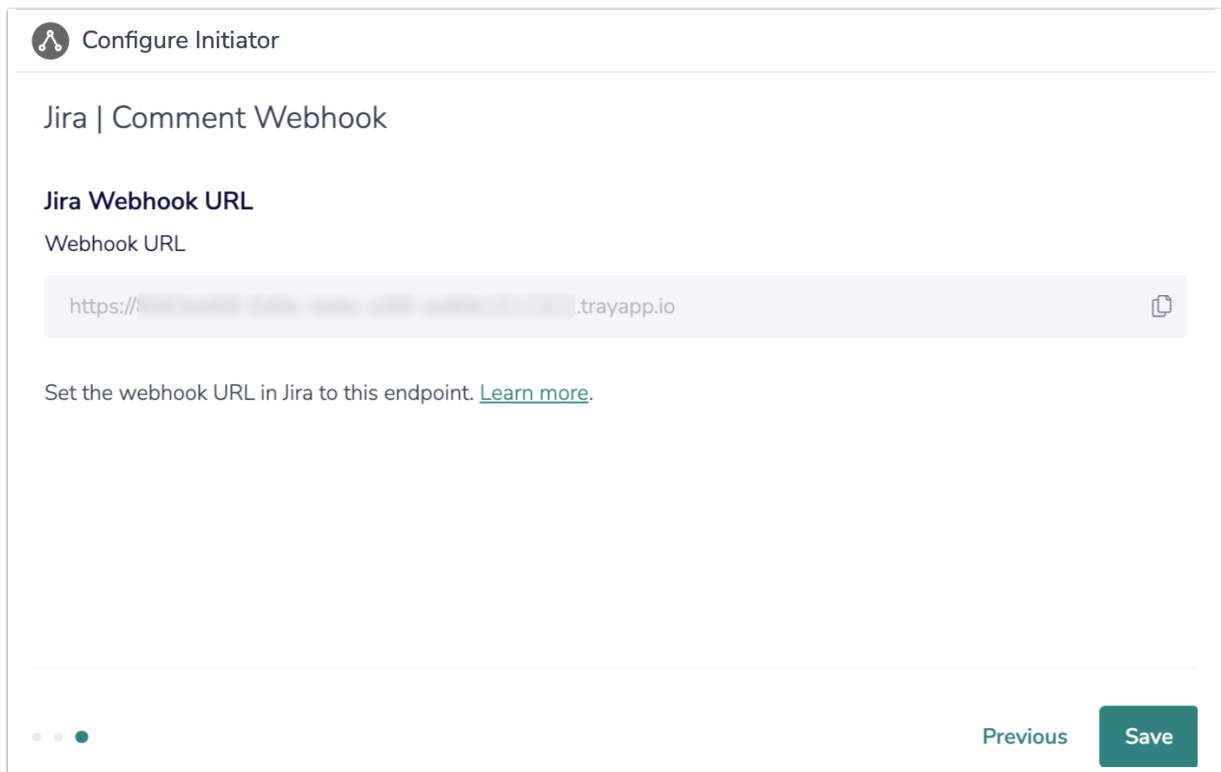 Configure Initiator
Jira | Comment Webhook
Jira Webhook URL
Webhook URL
https:// .trayapp.io
Set the webhook URL in Jira to this endpoint. Learn more.
Previous
Save